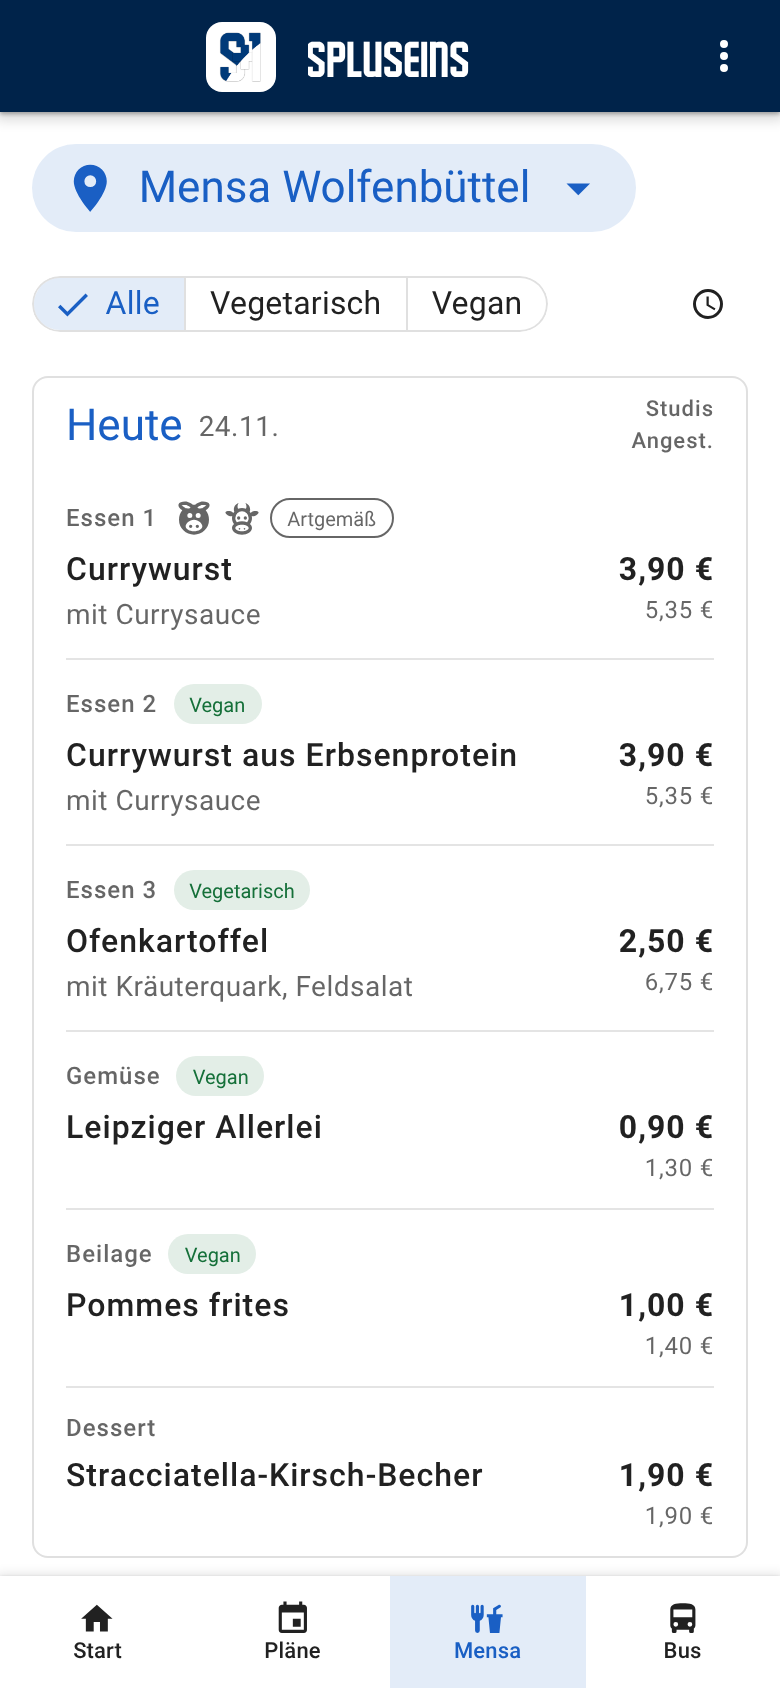 SPLUSEINS
Mensa Wolfenbüttel
Alle Vegetarisch Vegan
Heute 24.11. Studis
Angest.
Essen 1 Artgemäß
Currywurst 3,90 €
mit Currysauce 5,35 €
Essen 2 Vegan
Currywurst aus Erbsenprotein 3,90 €
mit Currysauce 5,35 €
Essen 3 Vegetarisch
Ofenkartoffel 2,50 €
mit Kräuterquark, Feldsalat 6,75 €
Gemüse Vegan
Leipziger Allerlei 0,90 €
1,30 €
Beilage Vegan
Pommes frites 1,00 €
1,40 €
Dessert
Stracciatella-Kirsch-Becher 1,90 €
1,90 €
Start Pläne Mensa Bus